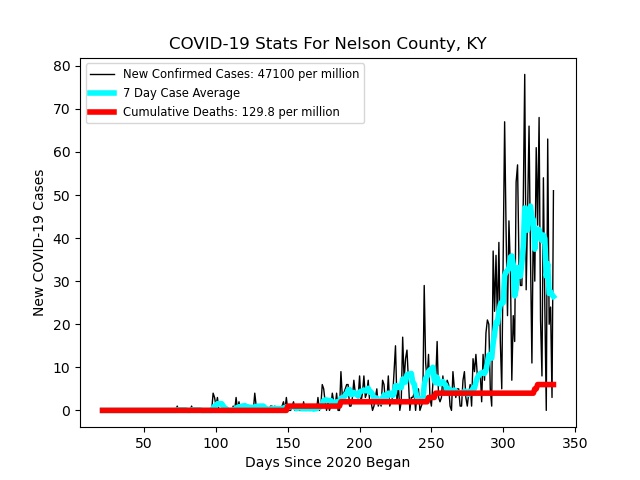 COVID-19 Stats For Nelson County, KY
New Confirmed Cases: 47100 per million
7 Day Case Average
Cumulative Deaths: 129.8 per million
New COVID-19 Cases
80
70
60
50
40
30
20
10
0
50 100 150 200 250 300 350
Days Since 2020 Began